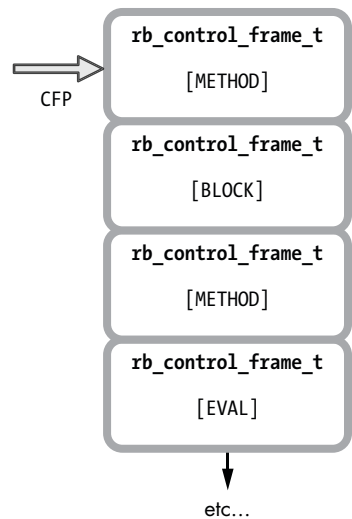 rb_control_frame_t
[METHOD]
CFP
rb_control_frame_t
[BLOCK]
rb_control_frame_t
[METHOD]
rb_control_frame_t
[EVAL]
etc…